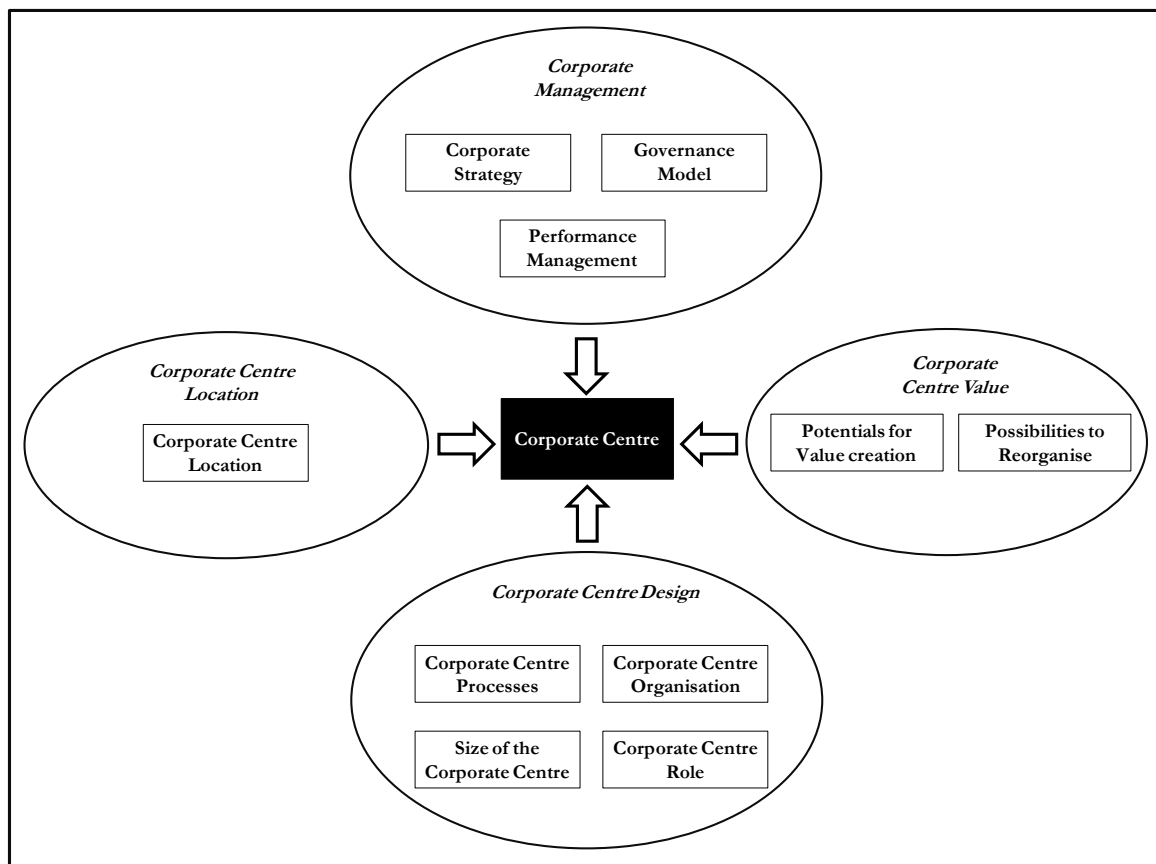 Corporate
Management
Corporate
Strategy
Governance
Model
Performance
Management
Corporate Centre
Location
Corporate Centre
Location
Corporate Centre
Corporate
Centre Value
Potentials for
Value creation
Possibilities to
Reorganise
Corporate Centre Design
Corporate Centre
Processes
Corporate Centre
Organisation
Size of the
Corporate Centre
Corporate Centre
Role